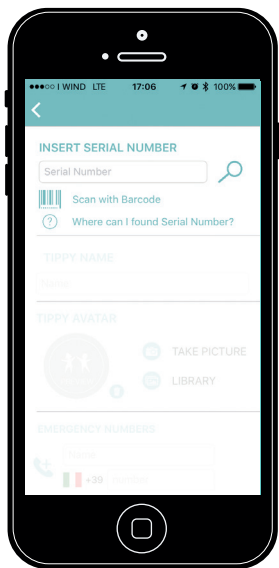 I WIND LTE 17:06 100%
INSERT SERIAL NUMBER
Serial Number
Scan with Barcode
Where can I found Serial Number?
TIPPY NAME
Name
TIPPY AVATAR
TAKE PICTURE
LIBRARY
EMERGENCY NUMBERS
Name
+39 Number